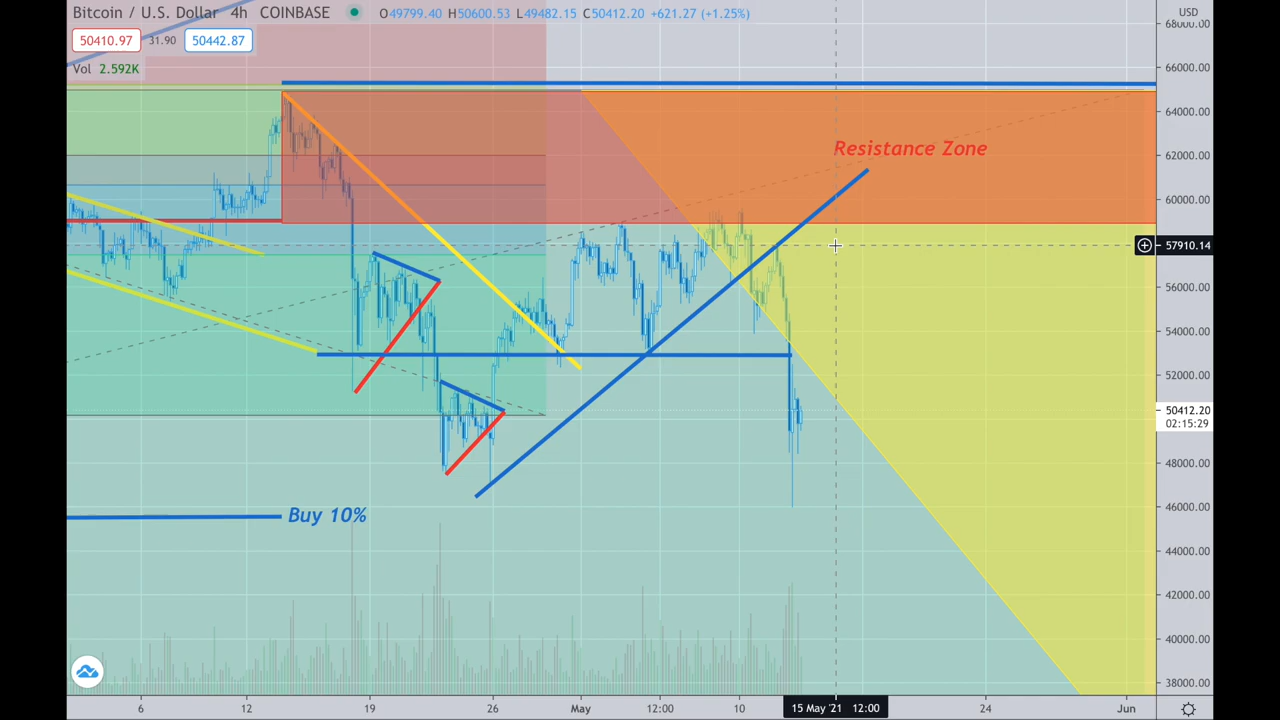 Bitcoin / U.S. Dollar 4h COINBASE O49799.40 H50600.53 L49482.15 C50412.20 +621.27 (+1.25%)
USD
68000.00
50410.97 31.90 50442.87
Vol 2.592K
66000.00
64000.00
Resistance Zone
62000.00
60000.00
57910.14
56000.00
54000.00
52000.00
50412.20
02:15:29
48000.00
Buy 10%
46000.00
44000.00
42000.00
40000.00
38000.00
6 12 19 26 May 12:00 10 15 May '21 12:00 24 Jun